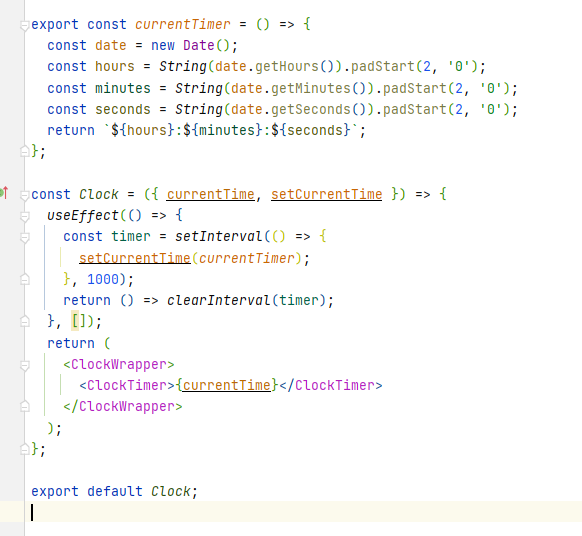 export const currentTimer = () => {
  const date = new Date();
  const hours = String(date.getHours()).padStart(2, '0');
  const minutes = String(date.getMinutes()).padStart(2, '0');
  const seconds = String(date.getSeconds()).padStart(2, '0');
  return `${hours}:${minutes}:${seconds}`;
};
const Clock = ({ currentTime, setCurrentTime }) => {
  useEffect(() => {
    const timer = setInterval(() => {
      setCurrentTime(currentTimer);
    }, 1000);
    return () => clearInterval(timer);
  }, []);
  return (
    <ClockWrapper>
      <ClockTimer>{currentTime}</ClockTimer>
    </ClockWrapper>
  );
};
export default Clock;